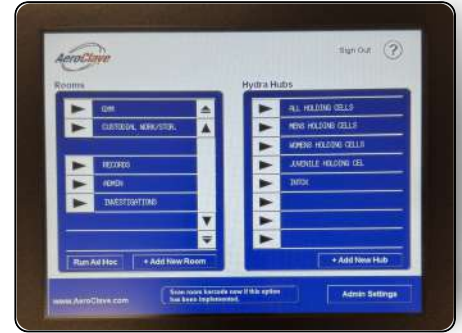 AeroClave
Sign Out ?
Rooms
Hydra Hubs
GYM
CUSTODIAL WORK/STOR.
RECORDS
ADMIN
INVESTIGATIONS
ALL HOLDING CELLS
MENS HOLDING CELLS
WOMENS HOLDING CELLS
JUVENILE HOLDING CEL
INTOX
Run Ad Hoc
+ Add New Room
+ Add New Hub
www.AeroClave.com
Scan room barcode now if this option
has been implemented.
Admin Settings